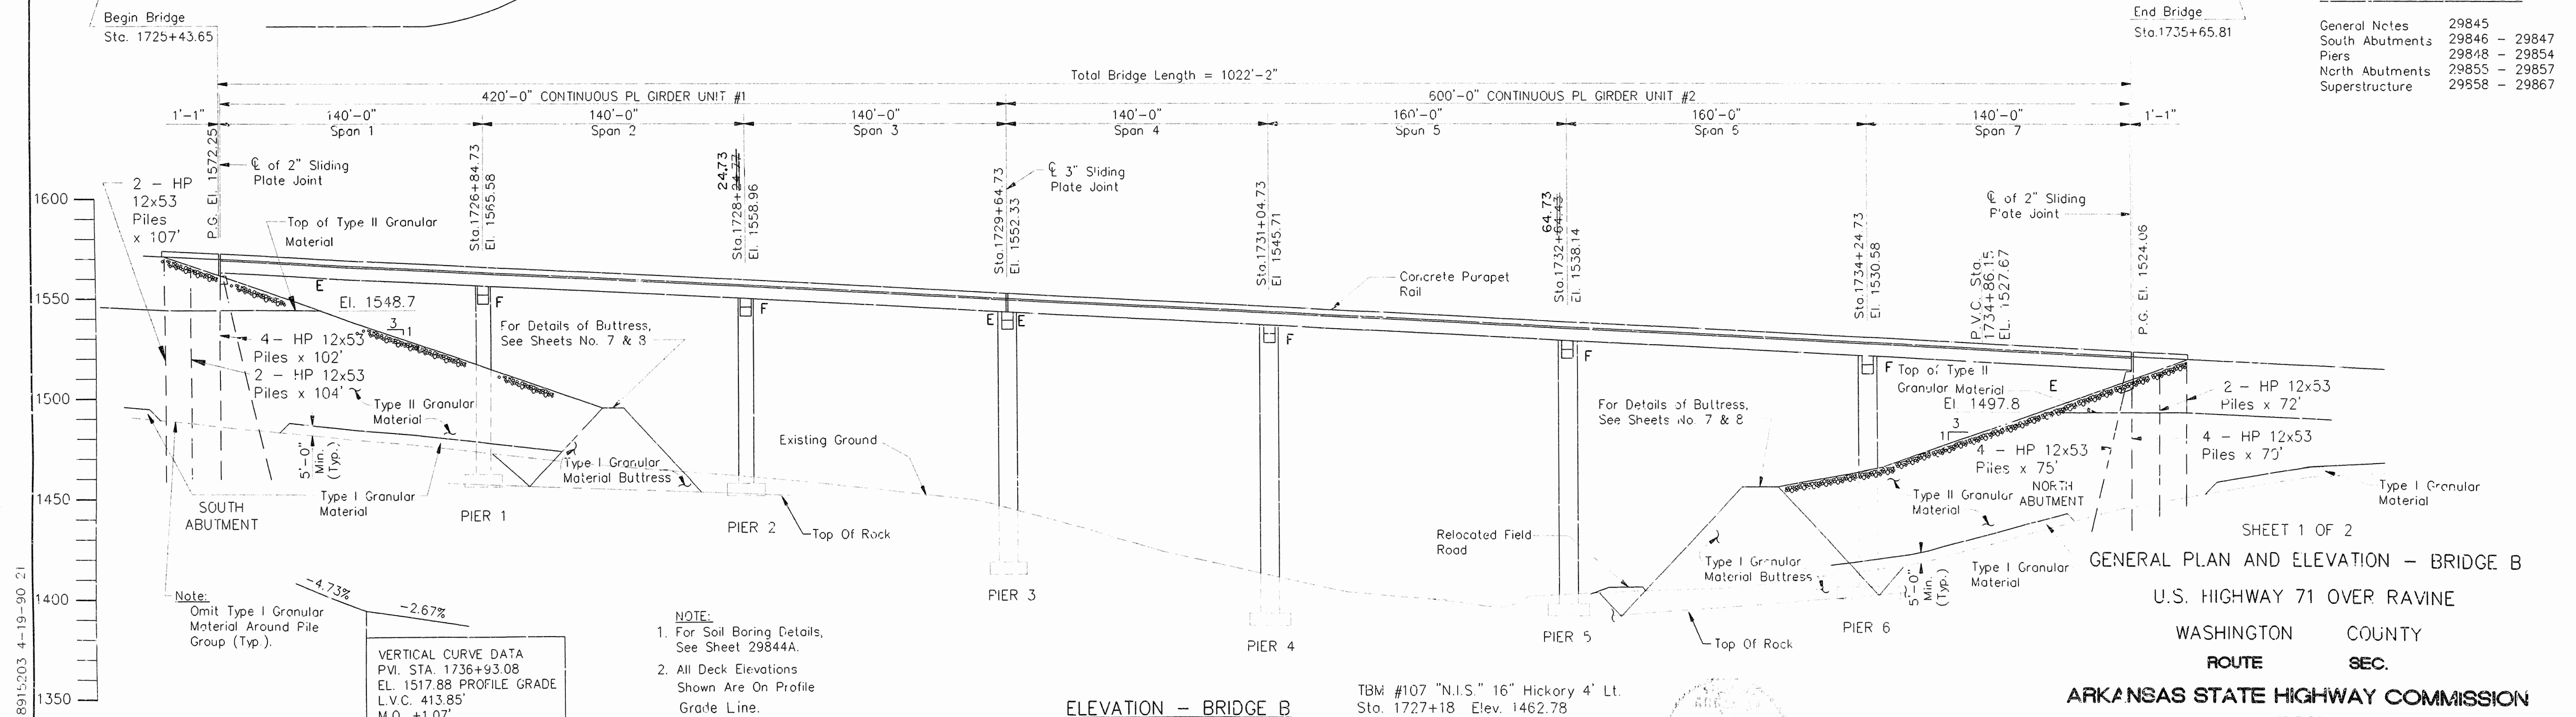 Begin Bridge
Sta. 1725+43.65
End Bridge
Sta.1735+65.81
General Notes 29845
South Abutments 29846 - 29847
Piers 29848 - 29854
North Abutments 29855 - 29857
Superstructure 29858 - 29867
Total Bridge Length = 1022'-2"
420'-0" CONTINUOUS PL GIRDER UNIT #1
600'-0" CONTINUOUS PL GIRDER UNIT #2
1'-1"
140'-0"
Span 1
140'-0"
Span 2
140'-0"
Span 3
140'-0"
Span 4
160'-0"
Span 5
160'-0"
Span 6
140'-0"
Span 7
1'-1"
P.G. El. 1572.25
℄ of 2" Sliding
Plate Joint
Sta.1726+84.73
El. 1565.58
24.73
Sta.1728+
El. 1558.96
Sta.1729+64.73
El. 1552.33
℄ 3" Sliding
Plate Joint
Sta.1731+04.73
El 1545.71
64.73
Sta.1732+64.43
El. 1538.14
Sta.1734+24.73
El. 1530.58
P.V.C. Sta.
1734+86.15
EL. 1527.67
℄ of 2" Sliding
Plate Joint
P.G. El. 1524.06
2 - HP
12x53
Piles
x 107'
Top of Type II Granular
Material
1600
1550
1500
1450
1400
1350
E
El. 1548.7
F
F
E
E
F
F
F
E
Concrete Parapet
Rail
3
1
For Details of Buttress,
See Sheets No. 7 & 8
4 - HP 12x53
Piles x 102'
2 - HP 12x53
Piles x 104'
Type II Granular
Material
5'-0"
Min.
(Typ.)
Type I Granular
Material
Type I Granular
Material Buttress
Existing Ground
SOUTH
ABUTMENT
PIER 1
PIER 2
Top Of Rock
PIER 3
PIER 4
PIER 5
PIER 6
Relocated Field
Road
For Details of Buttress,
See Sheets No. 7 & 8
Top of Type II
Granular Material
El 1497.8
3
1
2 - HP 12x53
Piles x 72'
4 - HP 12x53
Piles x 70'
4 - HP 12x53
Piles x 75'
NORTH
ABUTMENT
Type II Granular
Material
Type I Granular
Material
Type I Granular
Material Buttress
5'-0"
Min.
(Typ.)
Type I Granular
Material
Top Of Rock
Note:
Omit Type I Granular
Material Around Pile
Group (Typ.).
-4.73%
-2.67%
VERTICAL CURVE DATA
PVI. STA. 1736+93.08
EL. 1517.88 PROFILE GRADE
L.V.C. 413.85'
M.O. +1.07'
NOTE:
1. For Soil Boring Details,
See Sheet 29844A.
2. All Deck Elevations
Shown Are On Profile
Grade Line.
ELEVATION - BRIDGE B
TBM #107 "N.I.S." 16" Hickory 4' Lt.
Sta. 1727+18 Elev. 1462.78
SHEET 1 OF 2
GENERAL PLAN AND ELEVATION - BRIDGE B
U.S. HIGHWAY 71 OVER RAVINE
WASHINGTON COUNTY
ROUTE SEC.
ARKANSAS STATE HIGHWAY COMMISSION
8915203 4-19-90 21